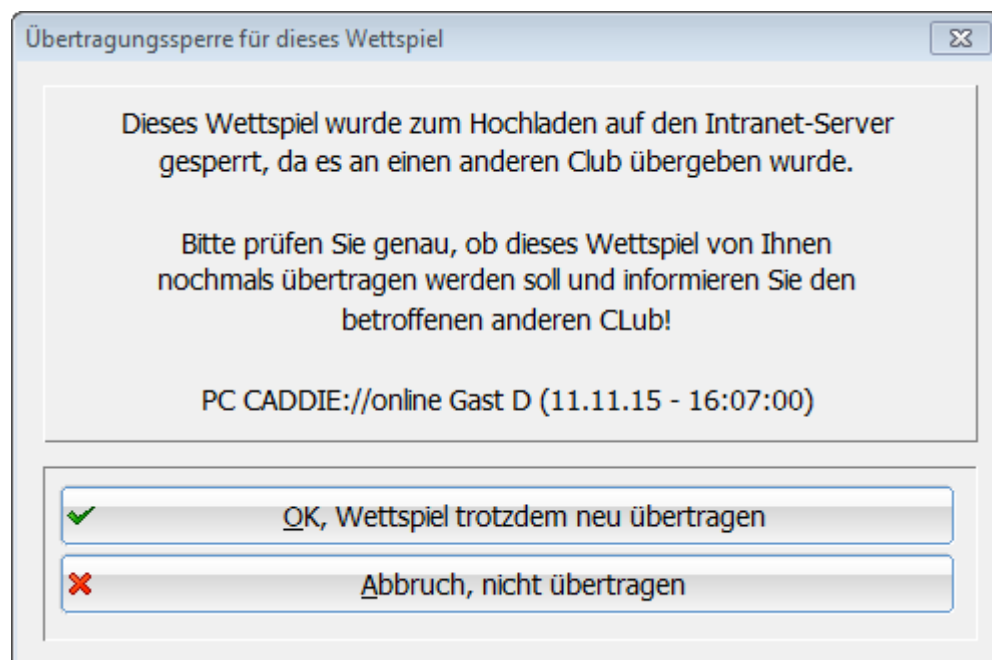 Übertragungssperre für dieses Wettspiel
Dieses Wettspiel wurde zum Hochladen auf den Intranet-Server
gesperrt, da es an einen anderen Club übergeben wurde.
Bitte prüfen Sie genau, ob dieses Wettspiel von Ihnen
nochmals übertragen werden soll und informieren Sie den
betroffenen anderen CLub!
PC CADDIE://online Gast D (11.11.15 - 16:07:00)
OK, Wettspiel trotzdem neu übertragen
Abbruch, nicht übertragen